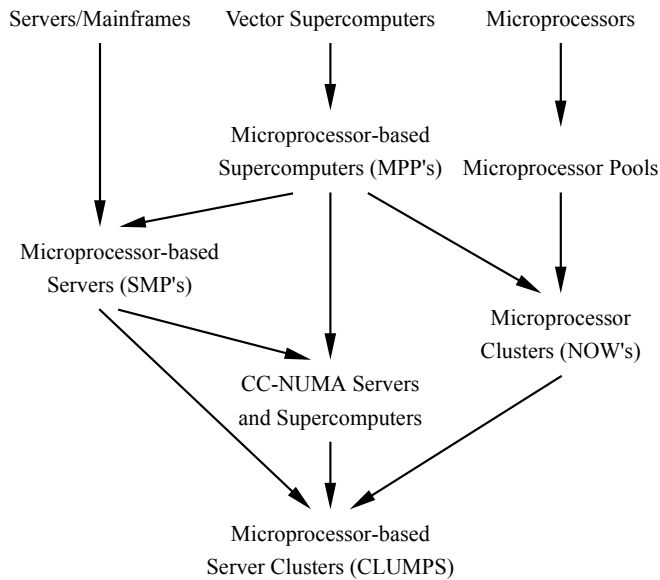 Servers/Mainframes
Vector Supercomputers
Microprocessors
Microprocessor-based
Supercomputers (MPP's)
Microprocessor Pools
Microprocessor-based
Servers (SMP's)
Microprocessor
Clusters (NOW's)
CC-NUMA Servers
and Supercomputers
Microprocessor-based
Server Clusters (CLUMPS)